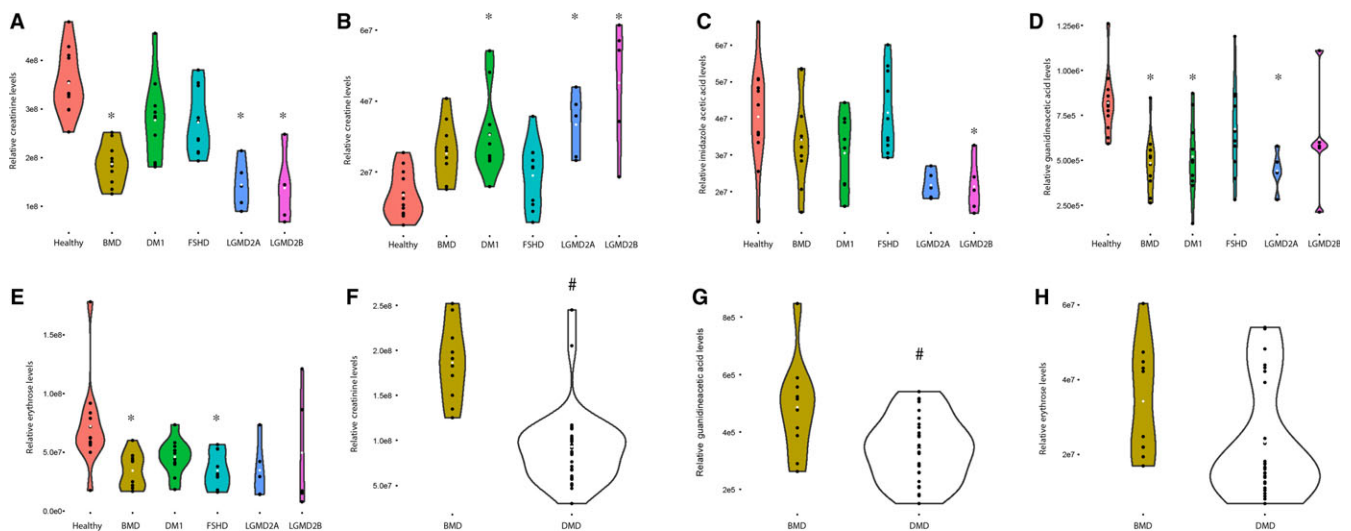 A
Relative creatinine levels
4e8
3e8
2e8
1e8
*
*
*
Healthy
BMD
DM1
FSHD
LGMD2A
LGMD2B
B
Relative creatine levels
6e7
4e7
2e7
*
*
*
Healthy
BMD
DM1
FSHD
LGMD2A
LGMD2B
C
Relative imidazole acetic acid levels
7e7
6e7
5e7
4e7
3e7
2e7
*
Healthy
BMD
DM1
FSHD
LGMD2A
LGMD2B
D
Relative guanidineacetic acid levels
1.25e6
1.00e6
7.50e5
5.00e5
2.50e5
*
*
*
Healthy
BMD
DM1
FSHD
LGMD2A
LGMD2B
E
Relative erythrose levels
1.5e8
1.0e8
5.0e7
0.0e0
*
*
Healthy
BMD
DM1
FSHD
LGMD2A
LGMD2B
F
Relative creatinine levels
2.5e8
2.0e8
1.5e8
1.0e8
5.0e7
#
BMD
DMD
G
Relative guanidineacetic acid levels
8e5
6e5
4e5
2e5
#
BMD
DMD
H
Relative erythrose levels
6e7
4e7
2e7
BMD
DMD